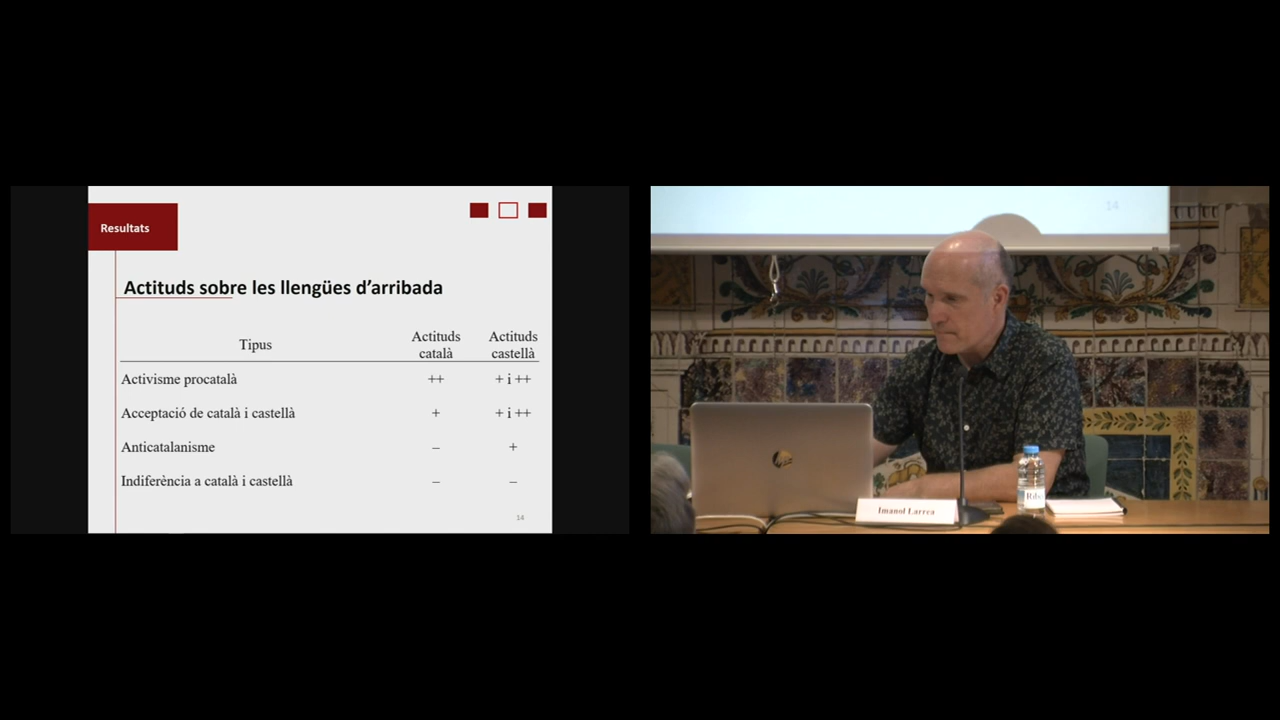 Resultats
Actituds sobre les llengües d'arribada
Tipus
Actituds
català
Actituds
castellà
Activisme procatalà ++ + i ++
Acceptació de català i castellà + + i ++
Anticatalanisme – +
Indiferència a català i castellà – –
14
14
Imanol Larrea